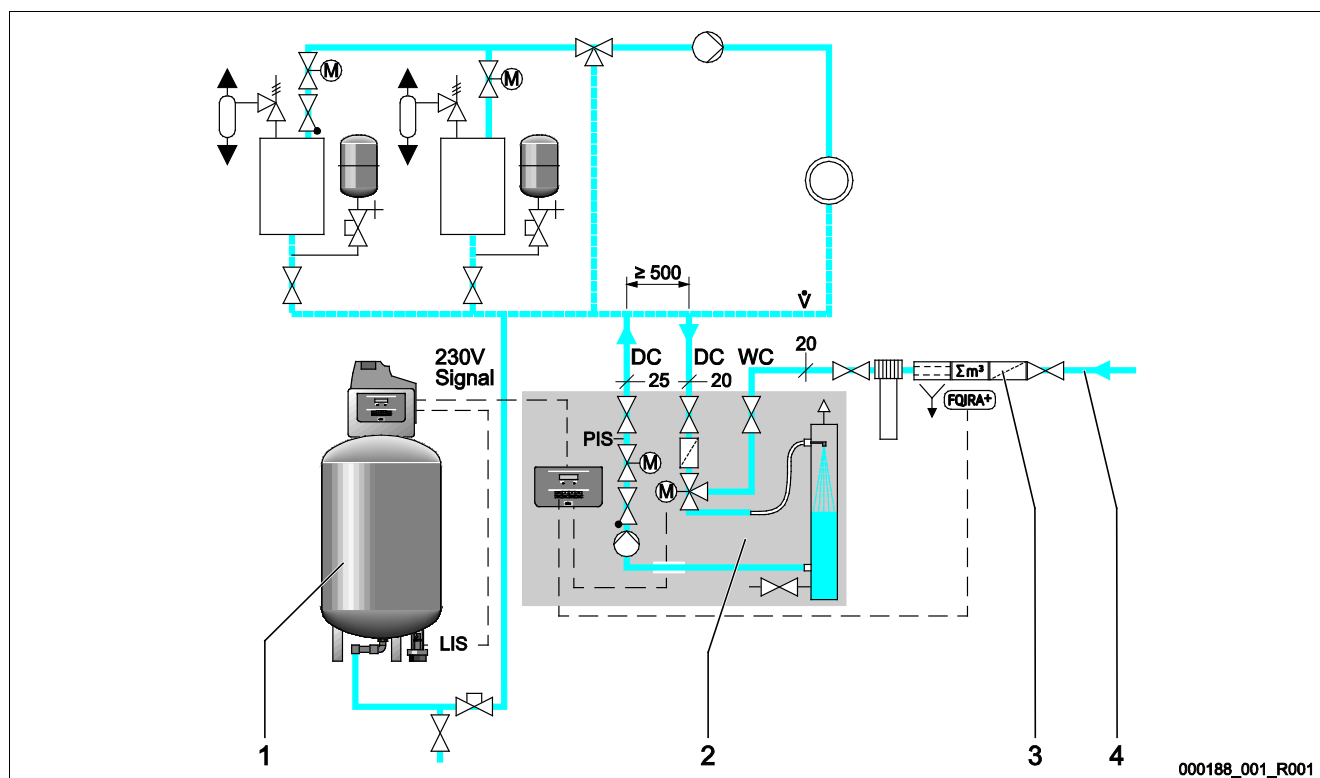 M
M
≥ 500
V̇
230V
Signal
DC
25
DC
20
WC
20
Σm³
FQIRA+
PIS
M
M
LIS
1
2
3
4
000188_001_R001